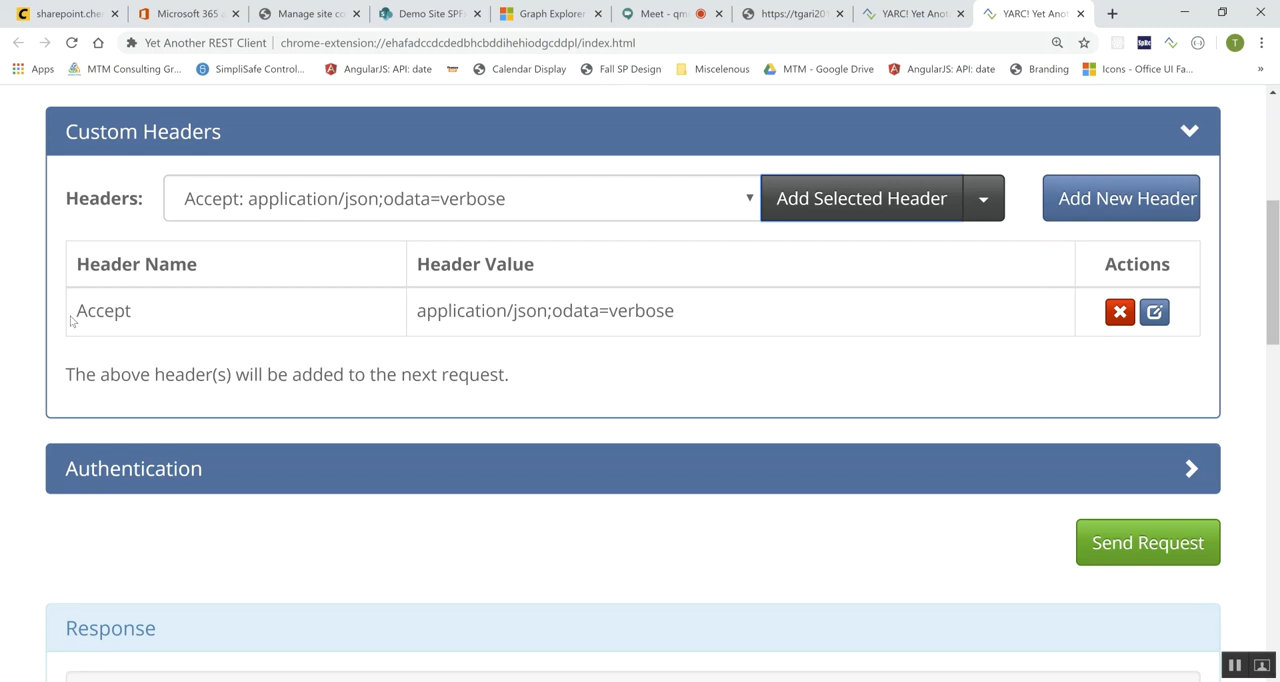 sharepoint.che
Microsoft 365 a
Manage site co
Demo Site SPFx
Graph Explorer
Meet - qm
https://tgari201
YARC! Yet Anot
YARC! Yet Anot
Yet Another REST Client
chrome-extension://ehafadccdcdedbhcbddihehiodgcddpl/index.html
SpRc
T
Apps
MTM Consulting Gr...
SimpliSafe Control...
AngularJS: API: date
Calendar Display
Fall SP Design
Miscelenous
MTM - Google Drive
AngularJS: API: date
Branding
Icons - Office UI Fa...
»
Custom Headers
Headers:
Accept: application/json;odata=verbose
Add Selected Header
Add New Header
Header Name
Header Value
Actions
Accept
application/json;odata=verbose
The above header(s) will be added to the next request.
Authentication
Send Request
Response